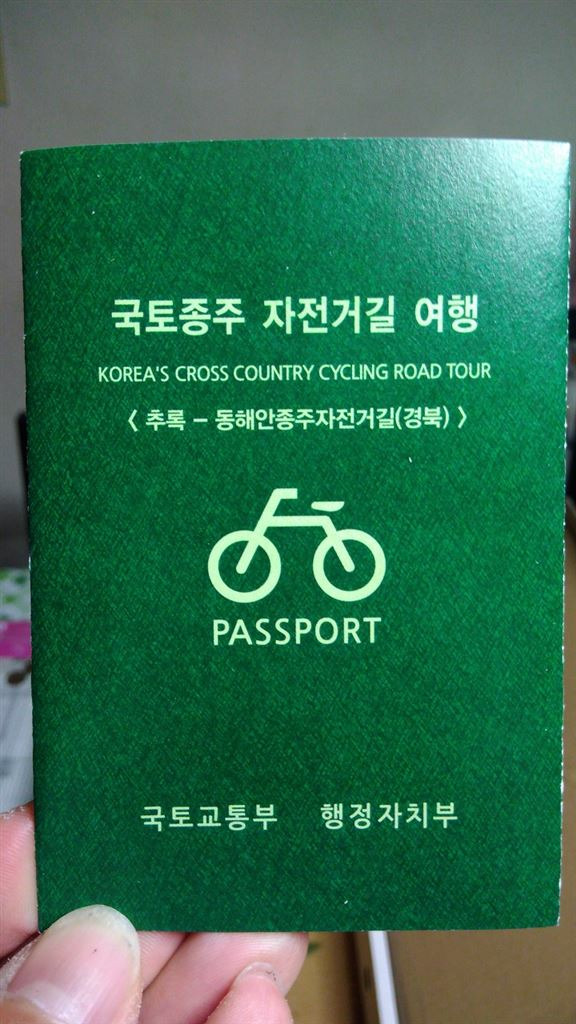 국토종주 자전거길 여행
KOREA'S CROSS COUNTRY CYCLING ROAD TOUR
< 추록 – 동해안종주자전거길(경북) >
PASSPORT
국토교통부 행정자치부